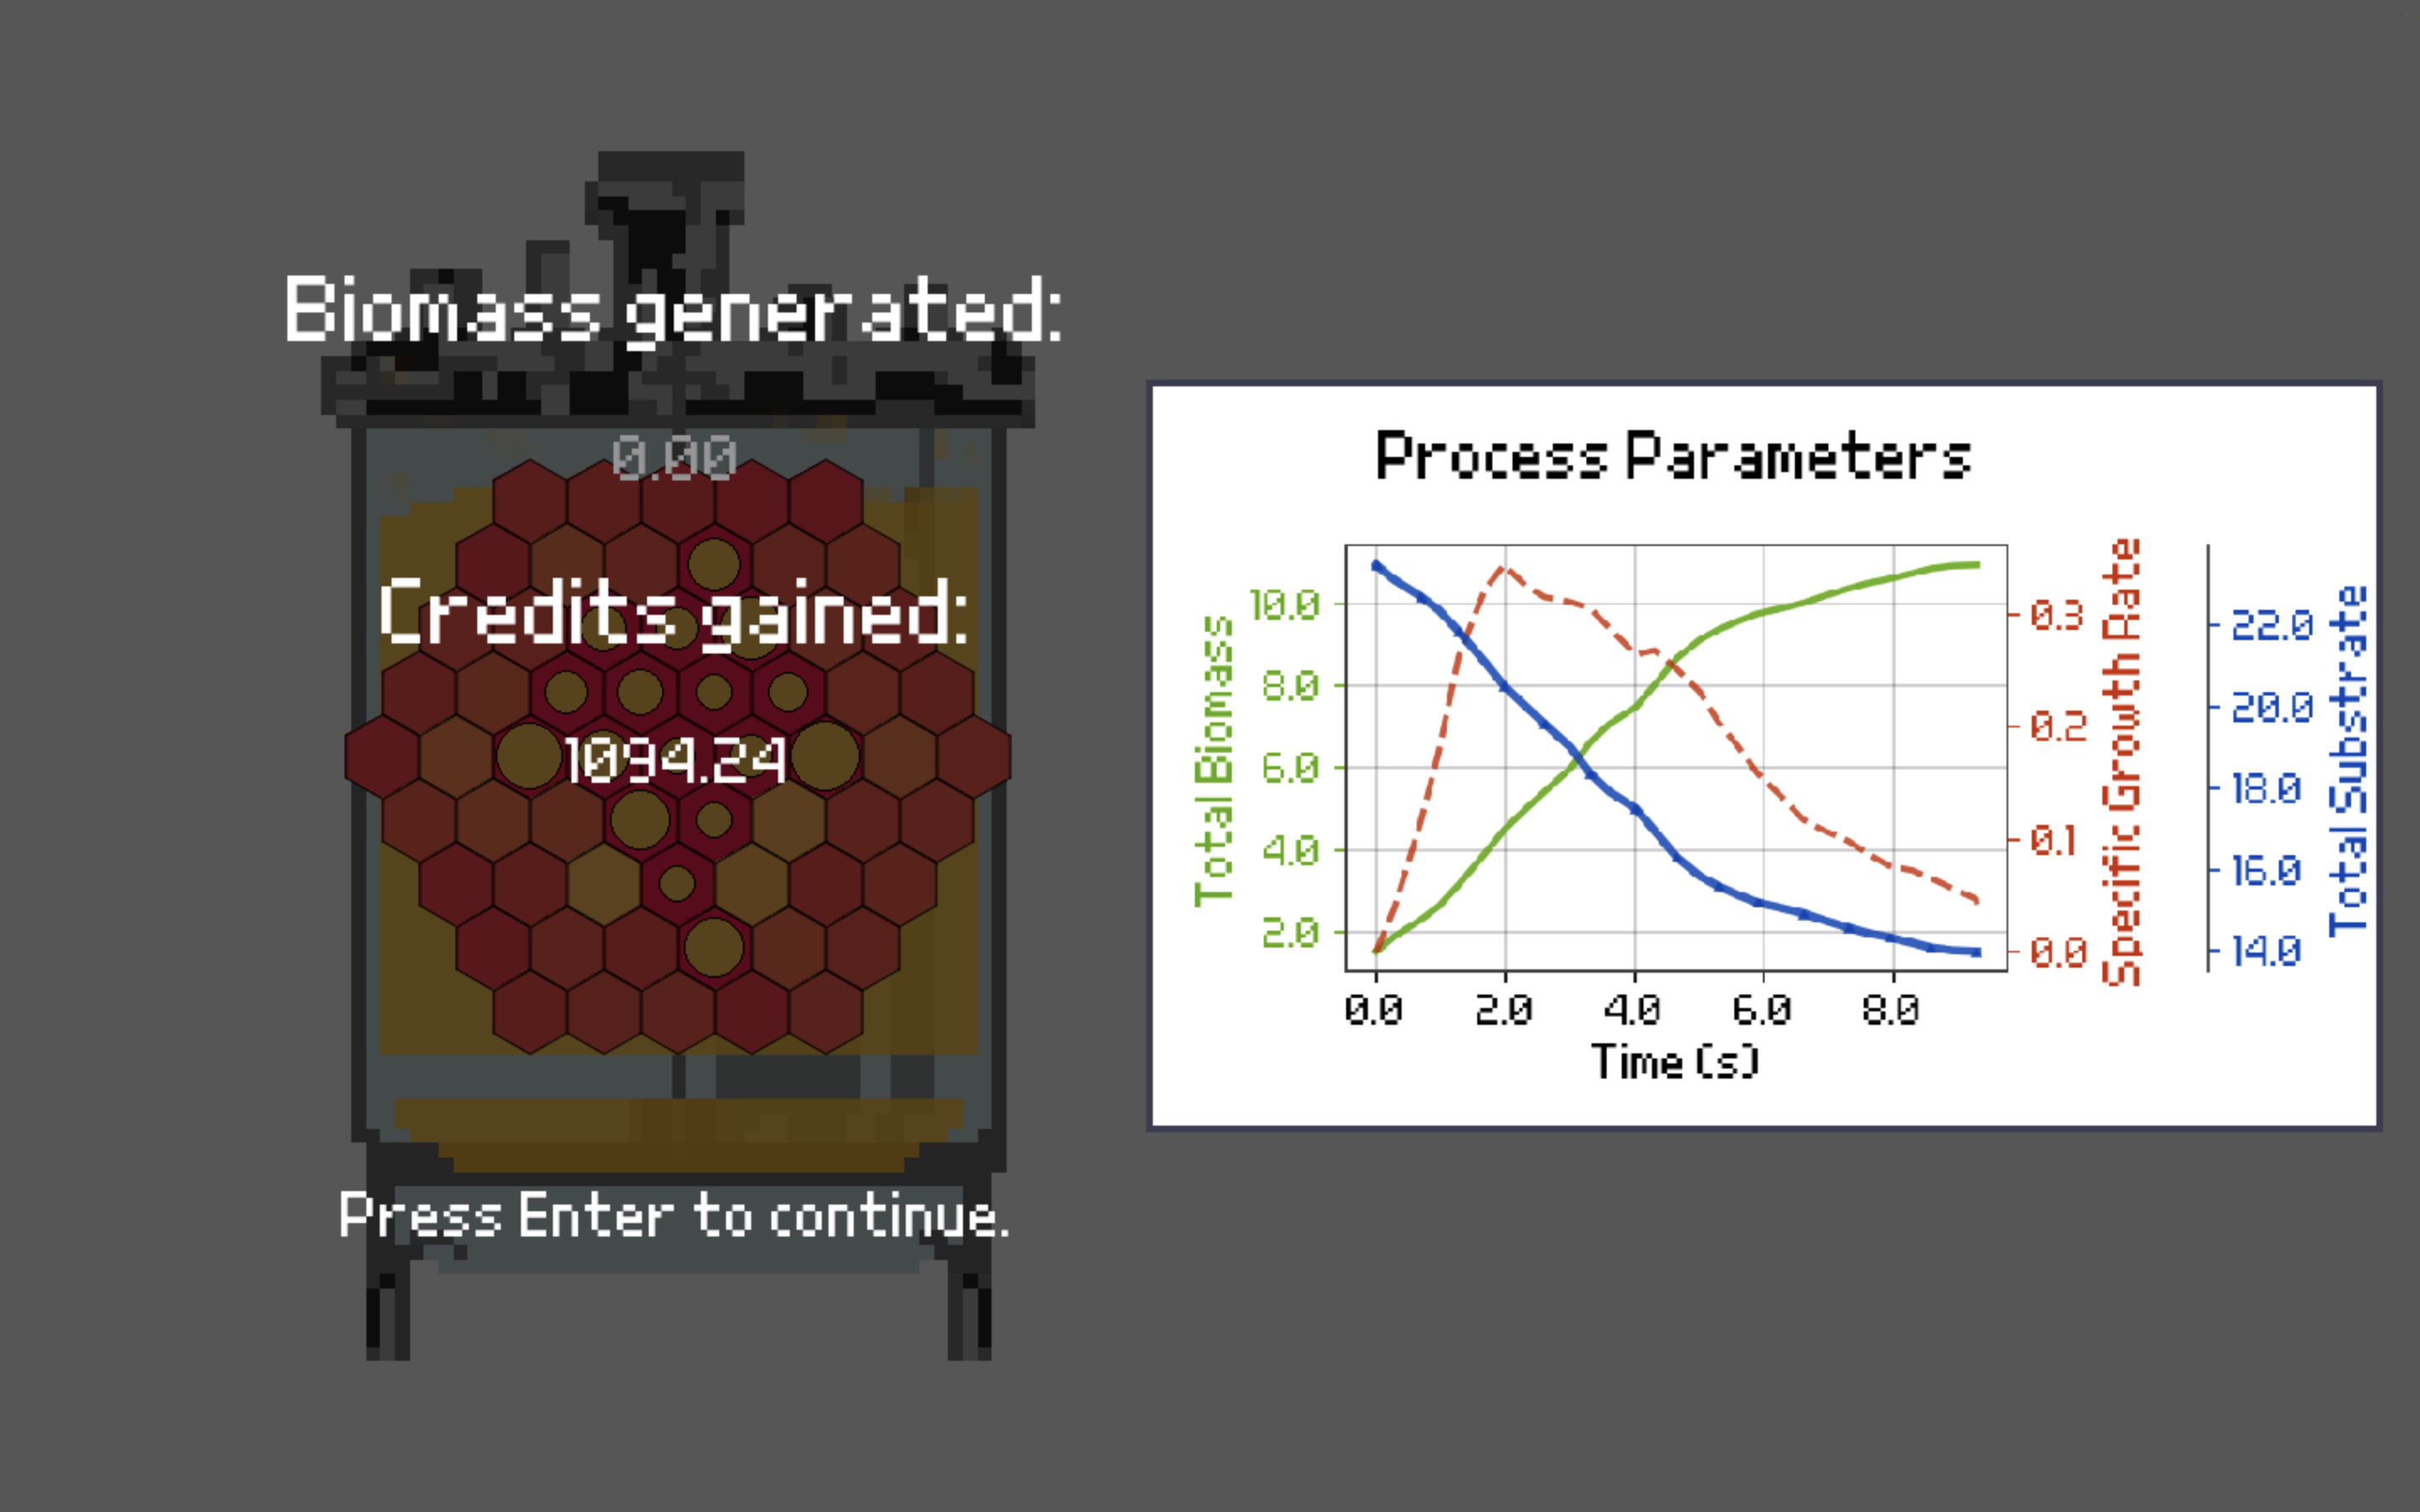 Biomass generated:
0.00
Credits gained:
1094.24
Press Enter to continue.
Process Parameters
Total Biomass
10.0
8.0
6.0
4.0
2.0
0.0 2.0 4.0 6.0 8.0
Time (s)
0.3
0.2
0.1
0.0
Specific Growth Rate
22.0
20.0
18.0
16.0
14.0
Total Substrate